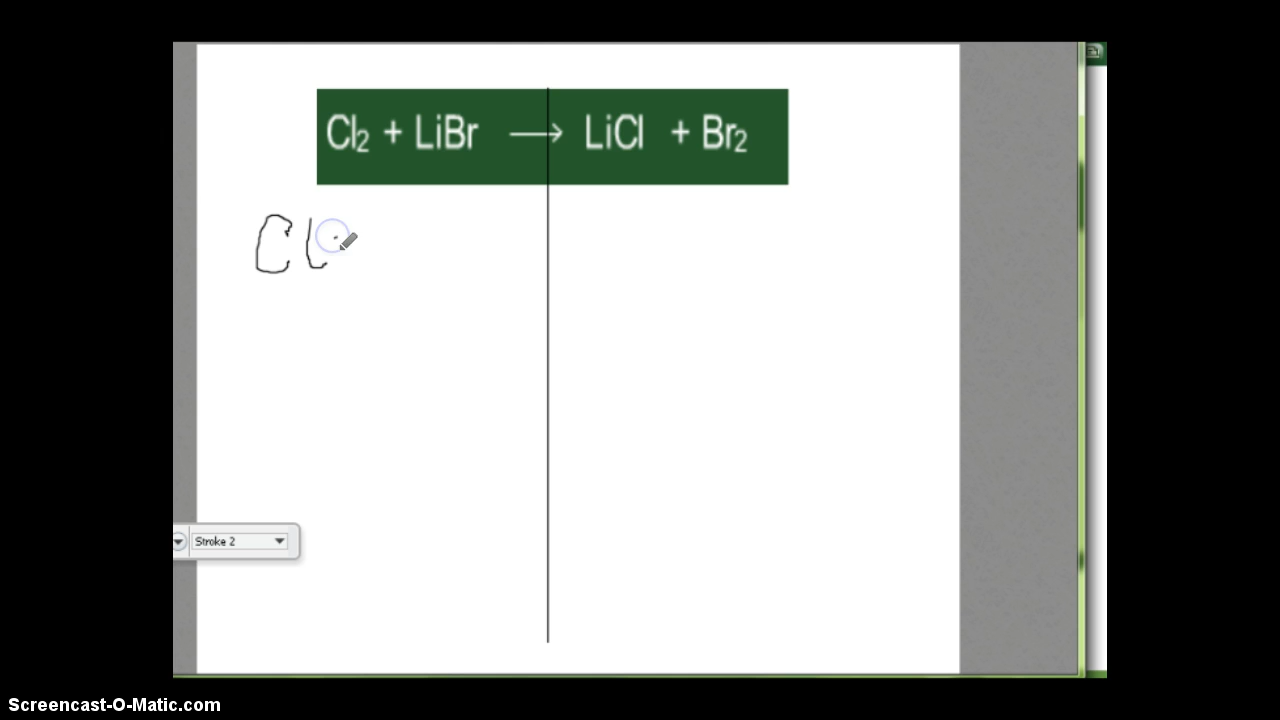 Cl₂ + LiBr ⟶ LiCl + Br₂
Cl
Stroke 2
Screencast-O-Matic.com